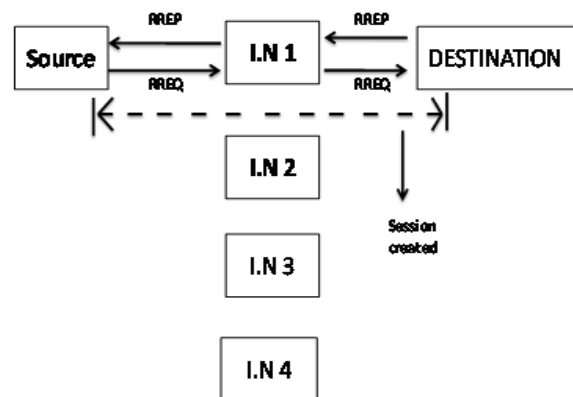 RREP
RREP
Source
I.N 1
DESTINATION
RREQ
RREQ
I.N 2
Session
created
I.N 3
I.N 4